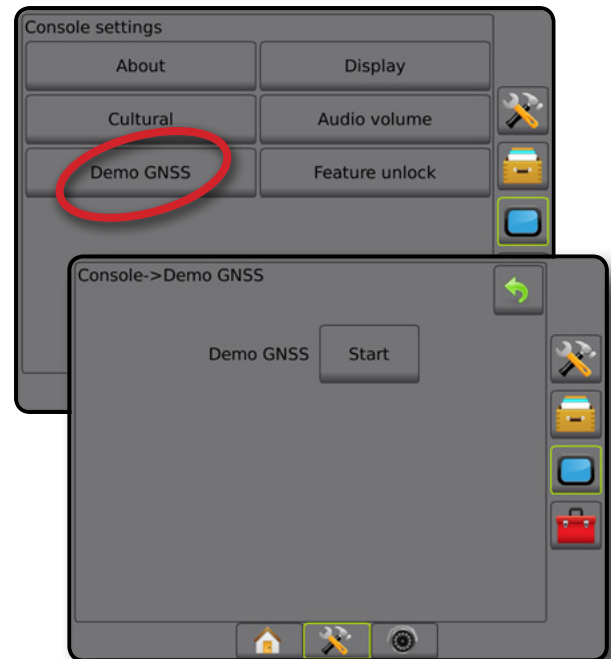 Console settings
About Display
Cultural Audio volume
Demo GNSS Feature unlock
Console->Demo GNSS
Demo GNSS Start